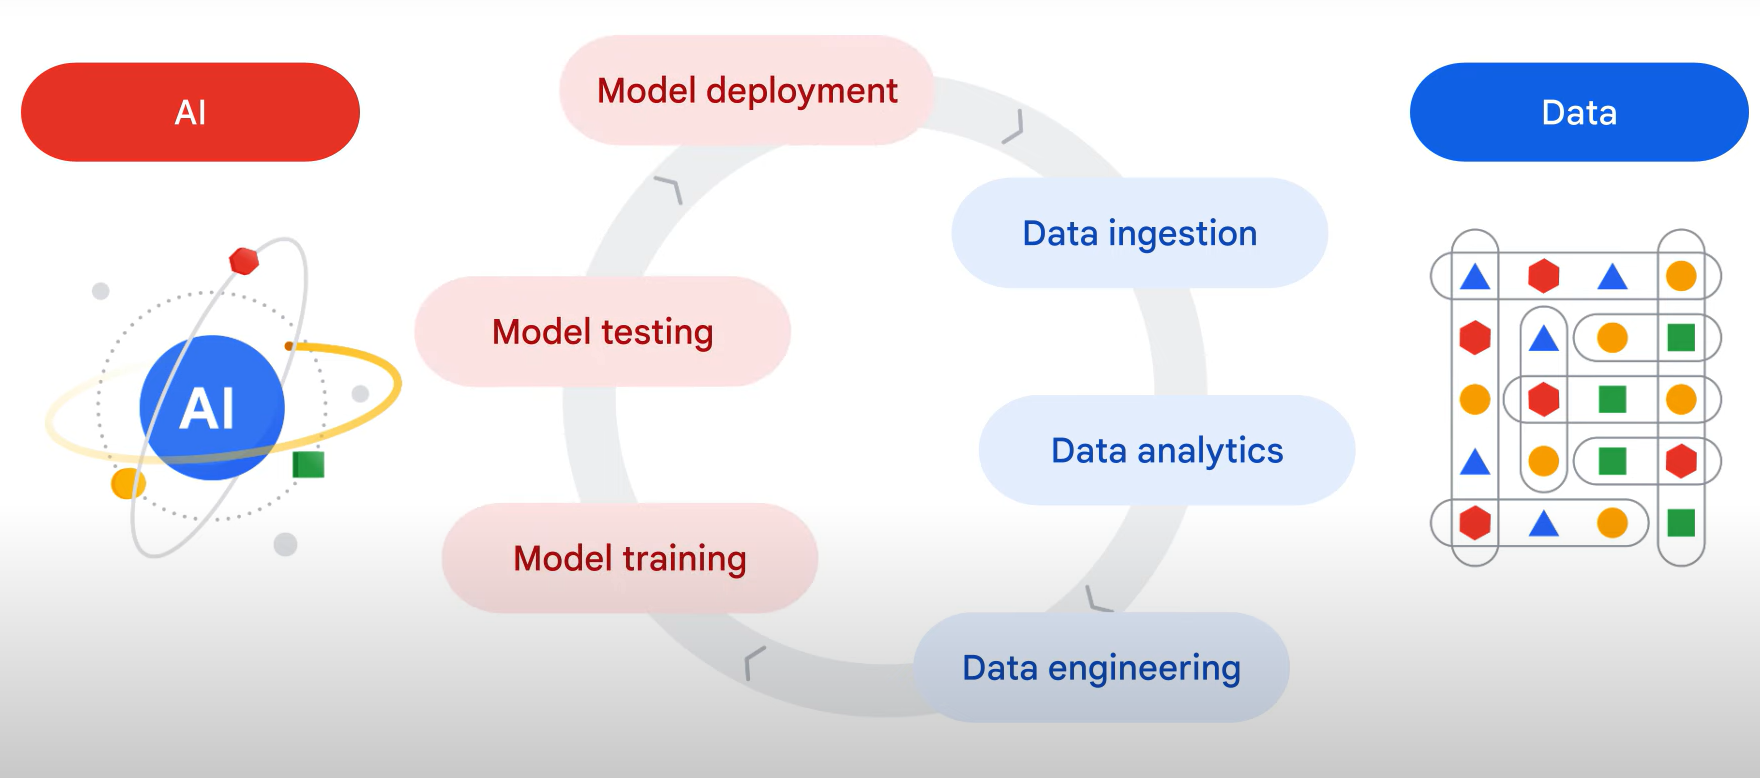 AI
Model deployment
Data
Data ingestion
Model testing
AI
Data analytics
Model training
Data engineering